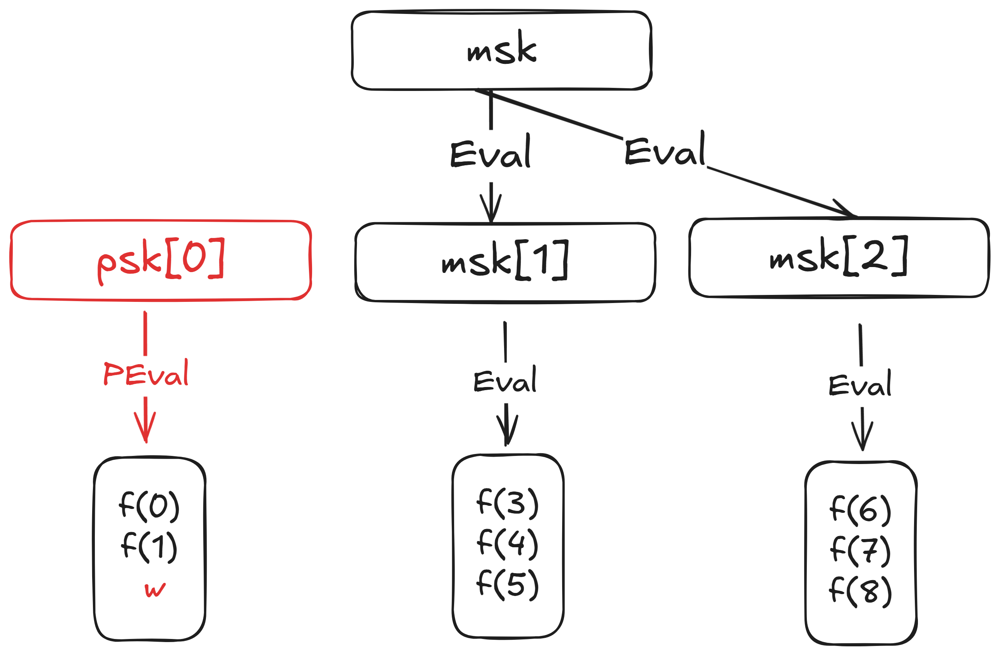 msk
Eval
Eval
psk[0]
msk[1]
msk[2]
PEval
Eval
Eval
f(0)
f(1)
w
f(3)
f(4)
f(5)
f(6)
f(7)
f(8)